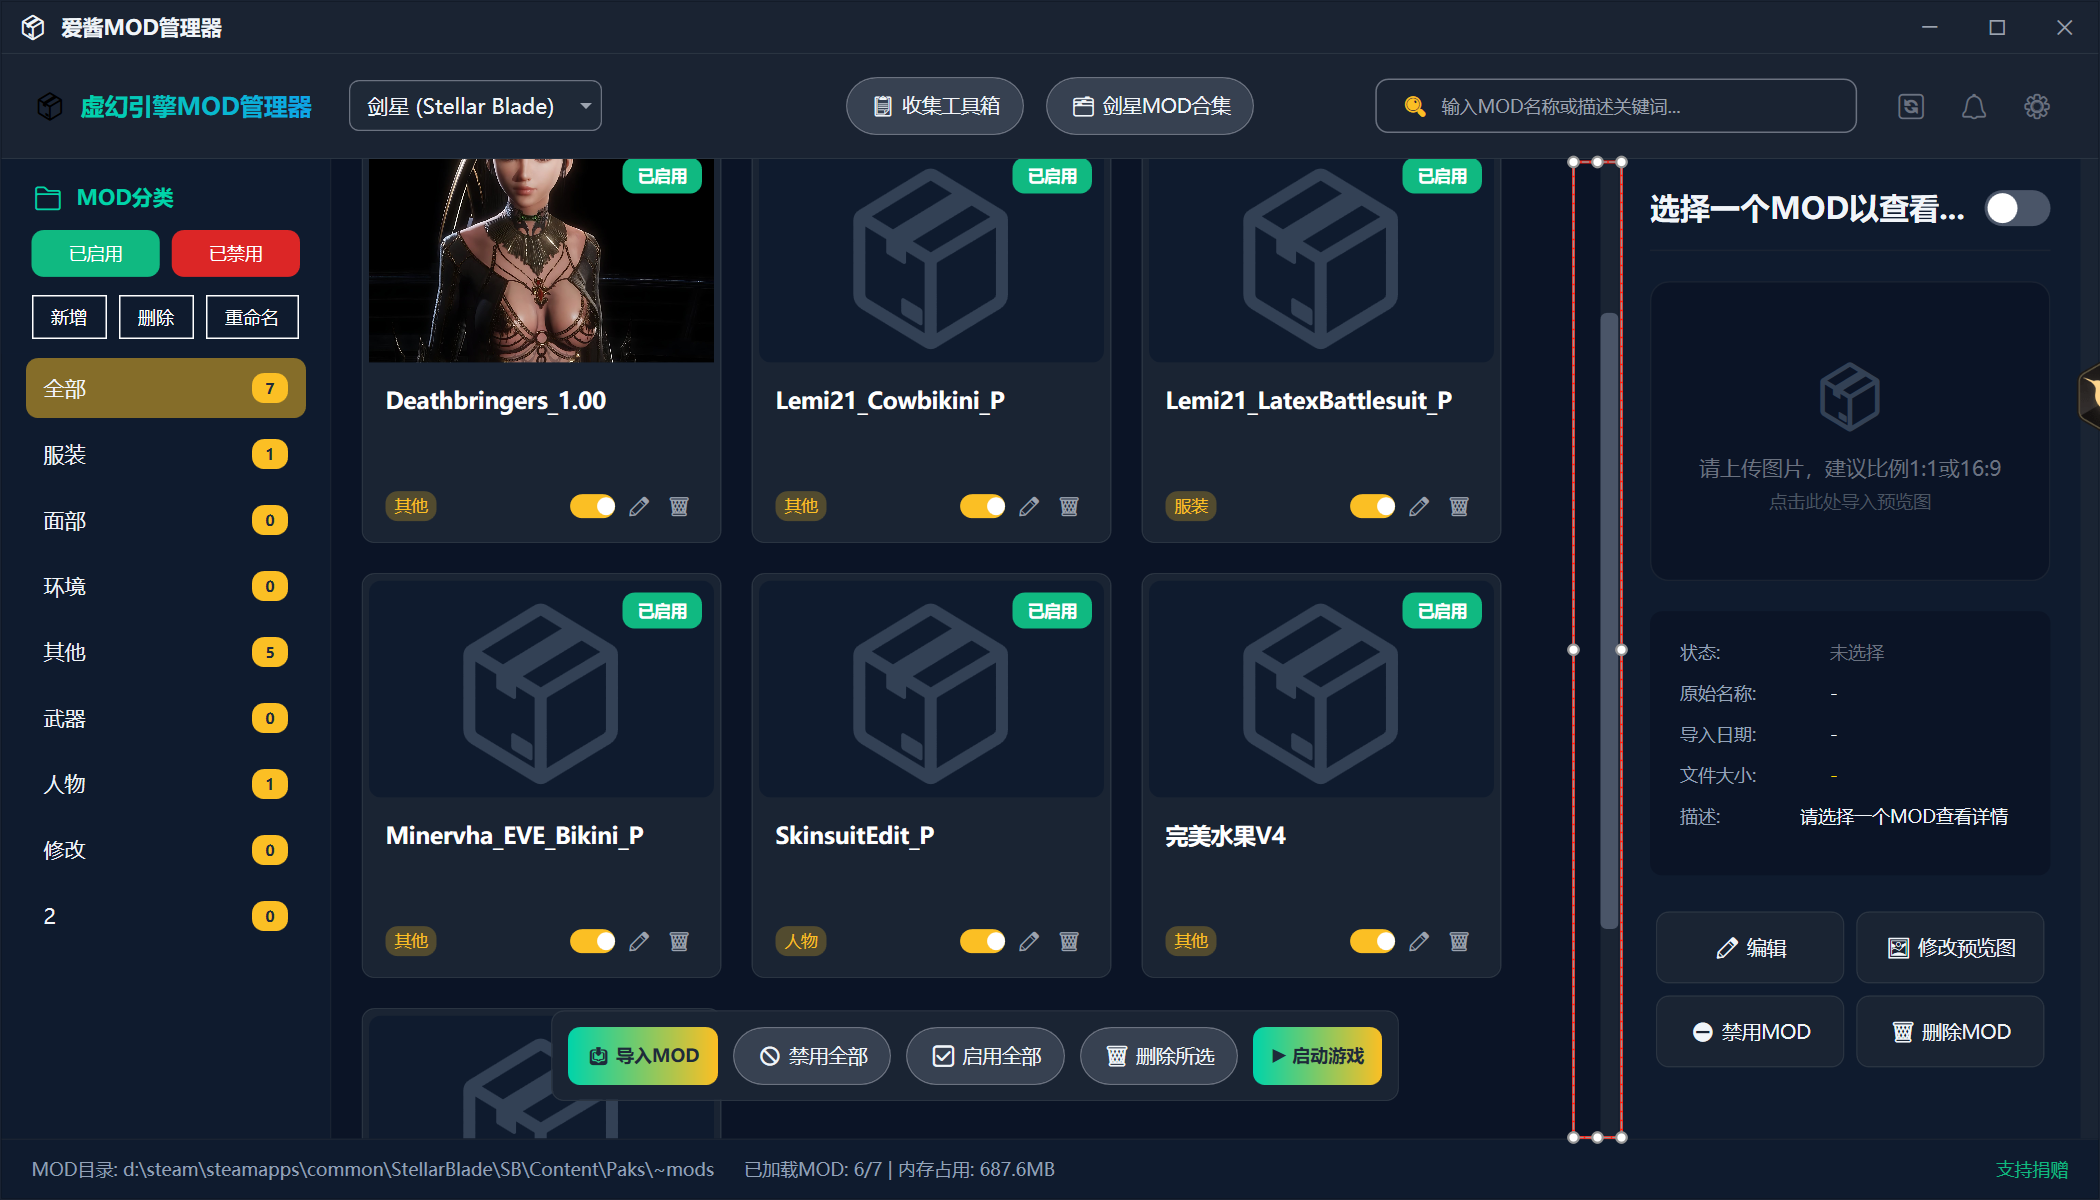 爱酱MOD管理器
虚幻引擎MOD管理器
剑星 (Stellar Blade)
收集工具箱
剑星MOD合集
输入MOD名称或描述关键词...
MOD分类
已启用
已禁用
新增
删除
重命名
全部
7
服装
1
面部
0
环境
0
其他
5
武器
0
人物
1
修改
0
2
0
已启用
Deathbringers_1.00
其他
已启用
Lemi21_Cowbikini_P
其他
已启用
Lemi21_LatexBattlesuit_P
服装
已启用
Minervha_EVE_Bikini_P
其他
已启用
SkinsuitEdit_P
人物
已启用
完美水果V4
其他
导入MOD
禁用全部
启用全部
删除所选
启动游戏
选择一个MOD以查看...
请上传图片，建议比例1:1或16:9
点击此处导入预览图
状态:
未选择
原始名称:
-
导入日期:
-
文件大小:
-
描述:
请选择一个MOD查看详情
编辑
修改预览图
禁用MOD
删除MOD
MOD目录: d:\steam\steamapps\common\StellarBlade\SB\Content\Paks\~mods
已加载MOD: 6/7 | 内存占用: 687.6MB
支持捐赠